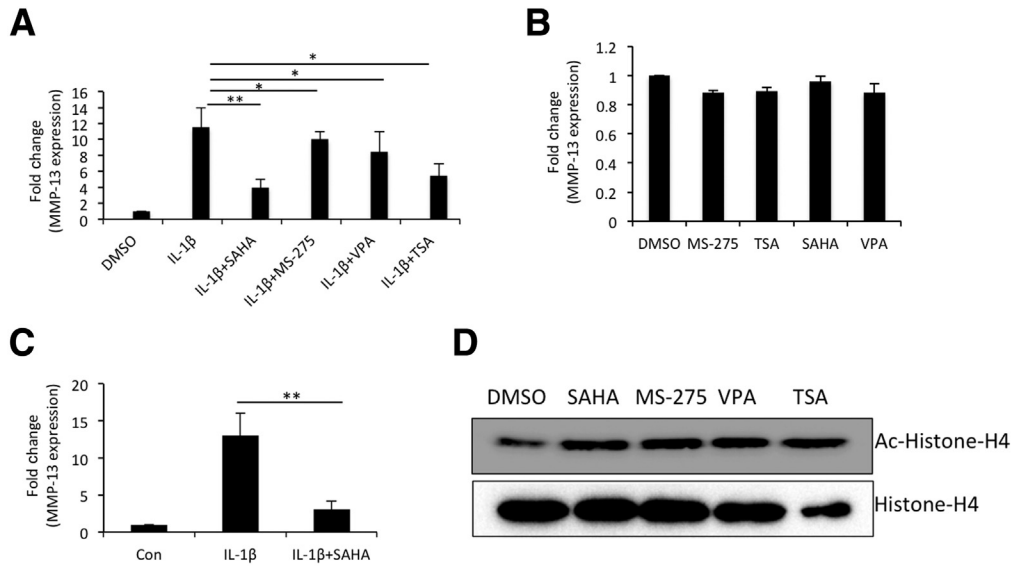 A
Fold change
(MMP-13 expression)
16
14
12
10
8
6
4
2
0
*
*
*
**
DMSO
IL-1β
IL-1β+SAHA
IL-1β+MS-275
IL-1β+VPA
IL-1β+TSA
B
Fold change
(MMP-13 expression)
1.2
1
0.8
0.6
0.4
0.2
0
DMSO MS-275 TSA SAHA VPA
C
Fold change
(MMP-13 expression)
20
15
10
5
0
**
Con IL-1β IL-1β+SAHA
D
DMSO SAHA MS-275 VPA TSA
Ac-Histone-H4
Histone-H4